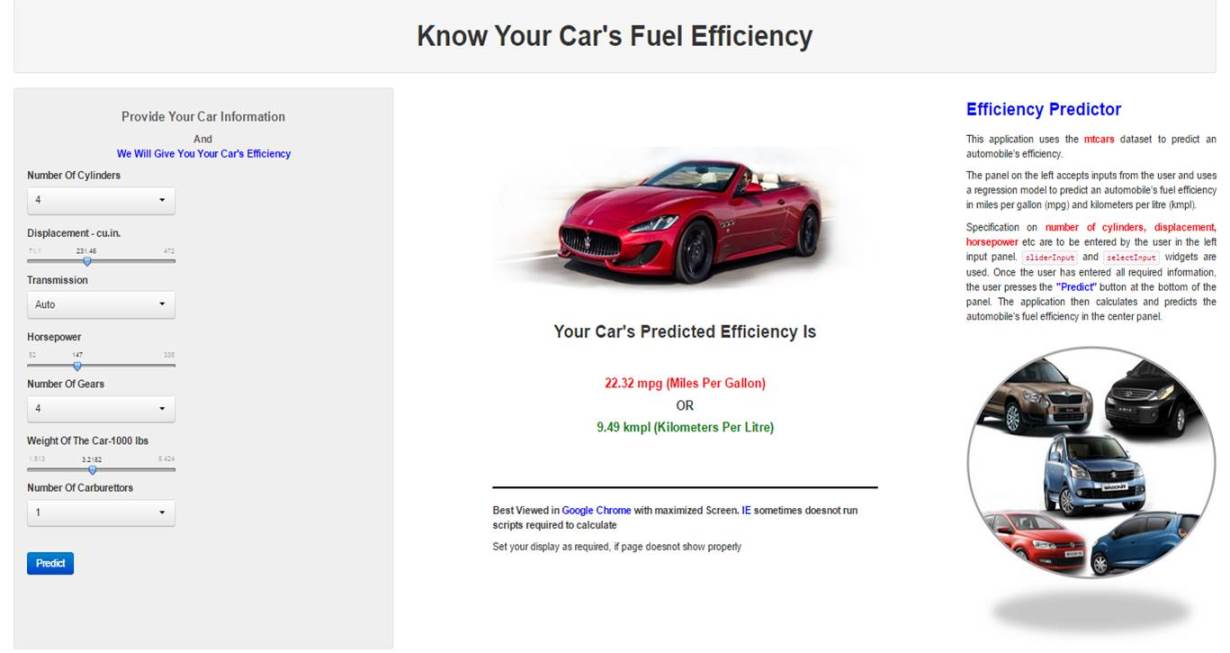 Know Your Car's Fuel Efficiency
Provide Your Car Information
And
We Will Give You Your Car's Efficiency
Number Of Cylinders
4
Displacement - cu.in.
71.1 231.46 472
Transmission
Auto
Horsepower
52 147 335
Number Of Gears
4
Weight Of The Car-1000 lbs
1.513 3.2182 5.424
Number Of Carburettors
1
Predict
Your Car's Predicted Efficiency Is
22.32 mpg (Miles Per Gallon)
OR
9.49 kmpl (Kilometers Per Litre)
Best Viewed in Google Chrome with maximized Screen. IE sometimes doesnot run
scripts required to calculate
Set your display as required, if page doesnot show properly
Efficiency Predictor
This application uses the mtcars dataset to predict an
automobile's efficiency.
The panel on the left accepts inputs from the user and uses
a regression model to predict an automobile's fuel efficiency
in miles per gallon (mpg) and kilometers per litre (kmpl).
Specification on number of cylinders, displacement,
horsepower etc are to be entered by the user in the left
input panel. sliderInput and selectInput widgets are
used. Once the user has entered all required information,
the user presses the "Predict" button at the bottom of the
panel. The application then calculates and predicts the
automobile's fuel efficiency in the center panel.